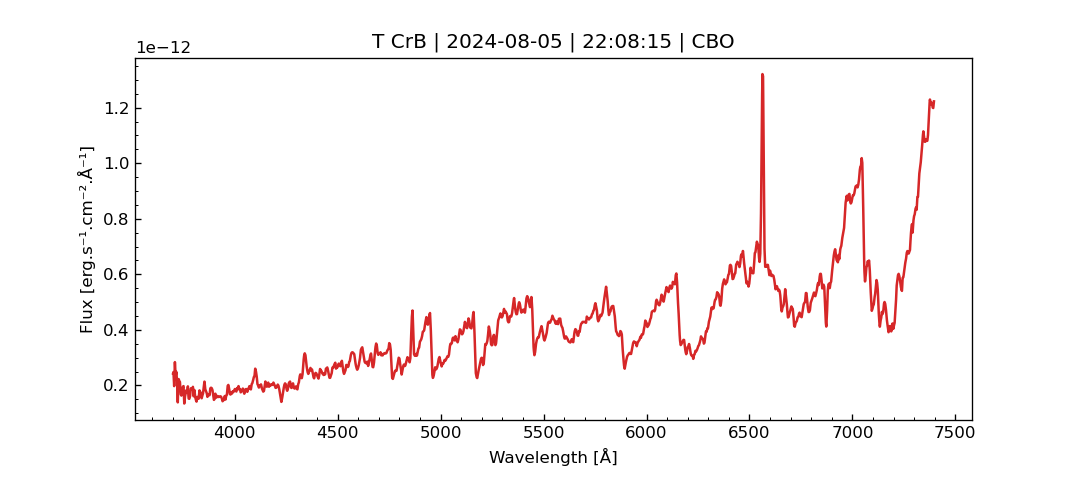 T CrB | 2024-08-05 | 22:08:15 | CBO
1e−12
1.2
1.0
0.8
0.6
0.4
0.2
Flux [erg.s⁻¹.cm⁻².Å⁻¹]
4000 4500 5000 5500 6000 6500 7000 7500
Wavelength [Å]